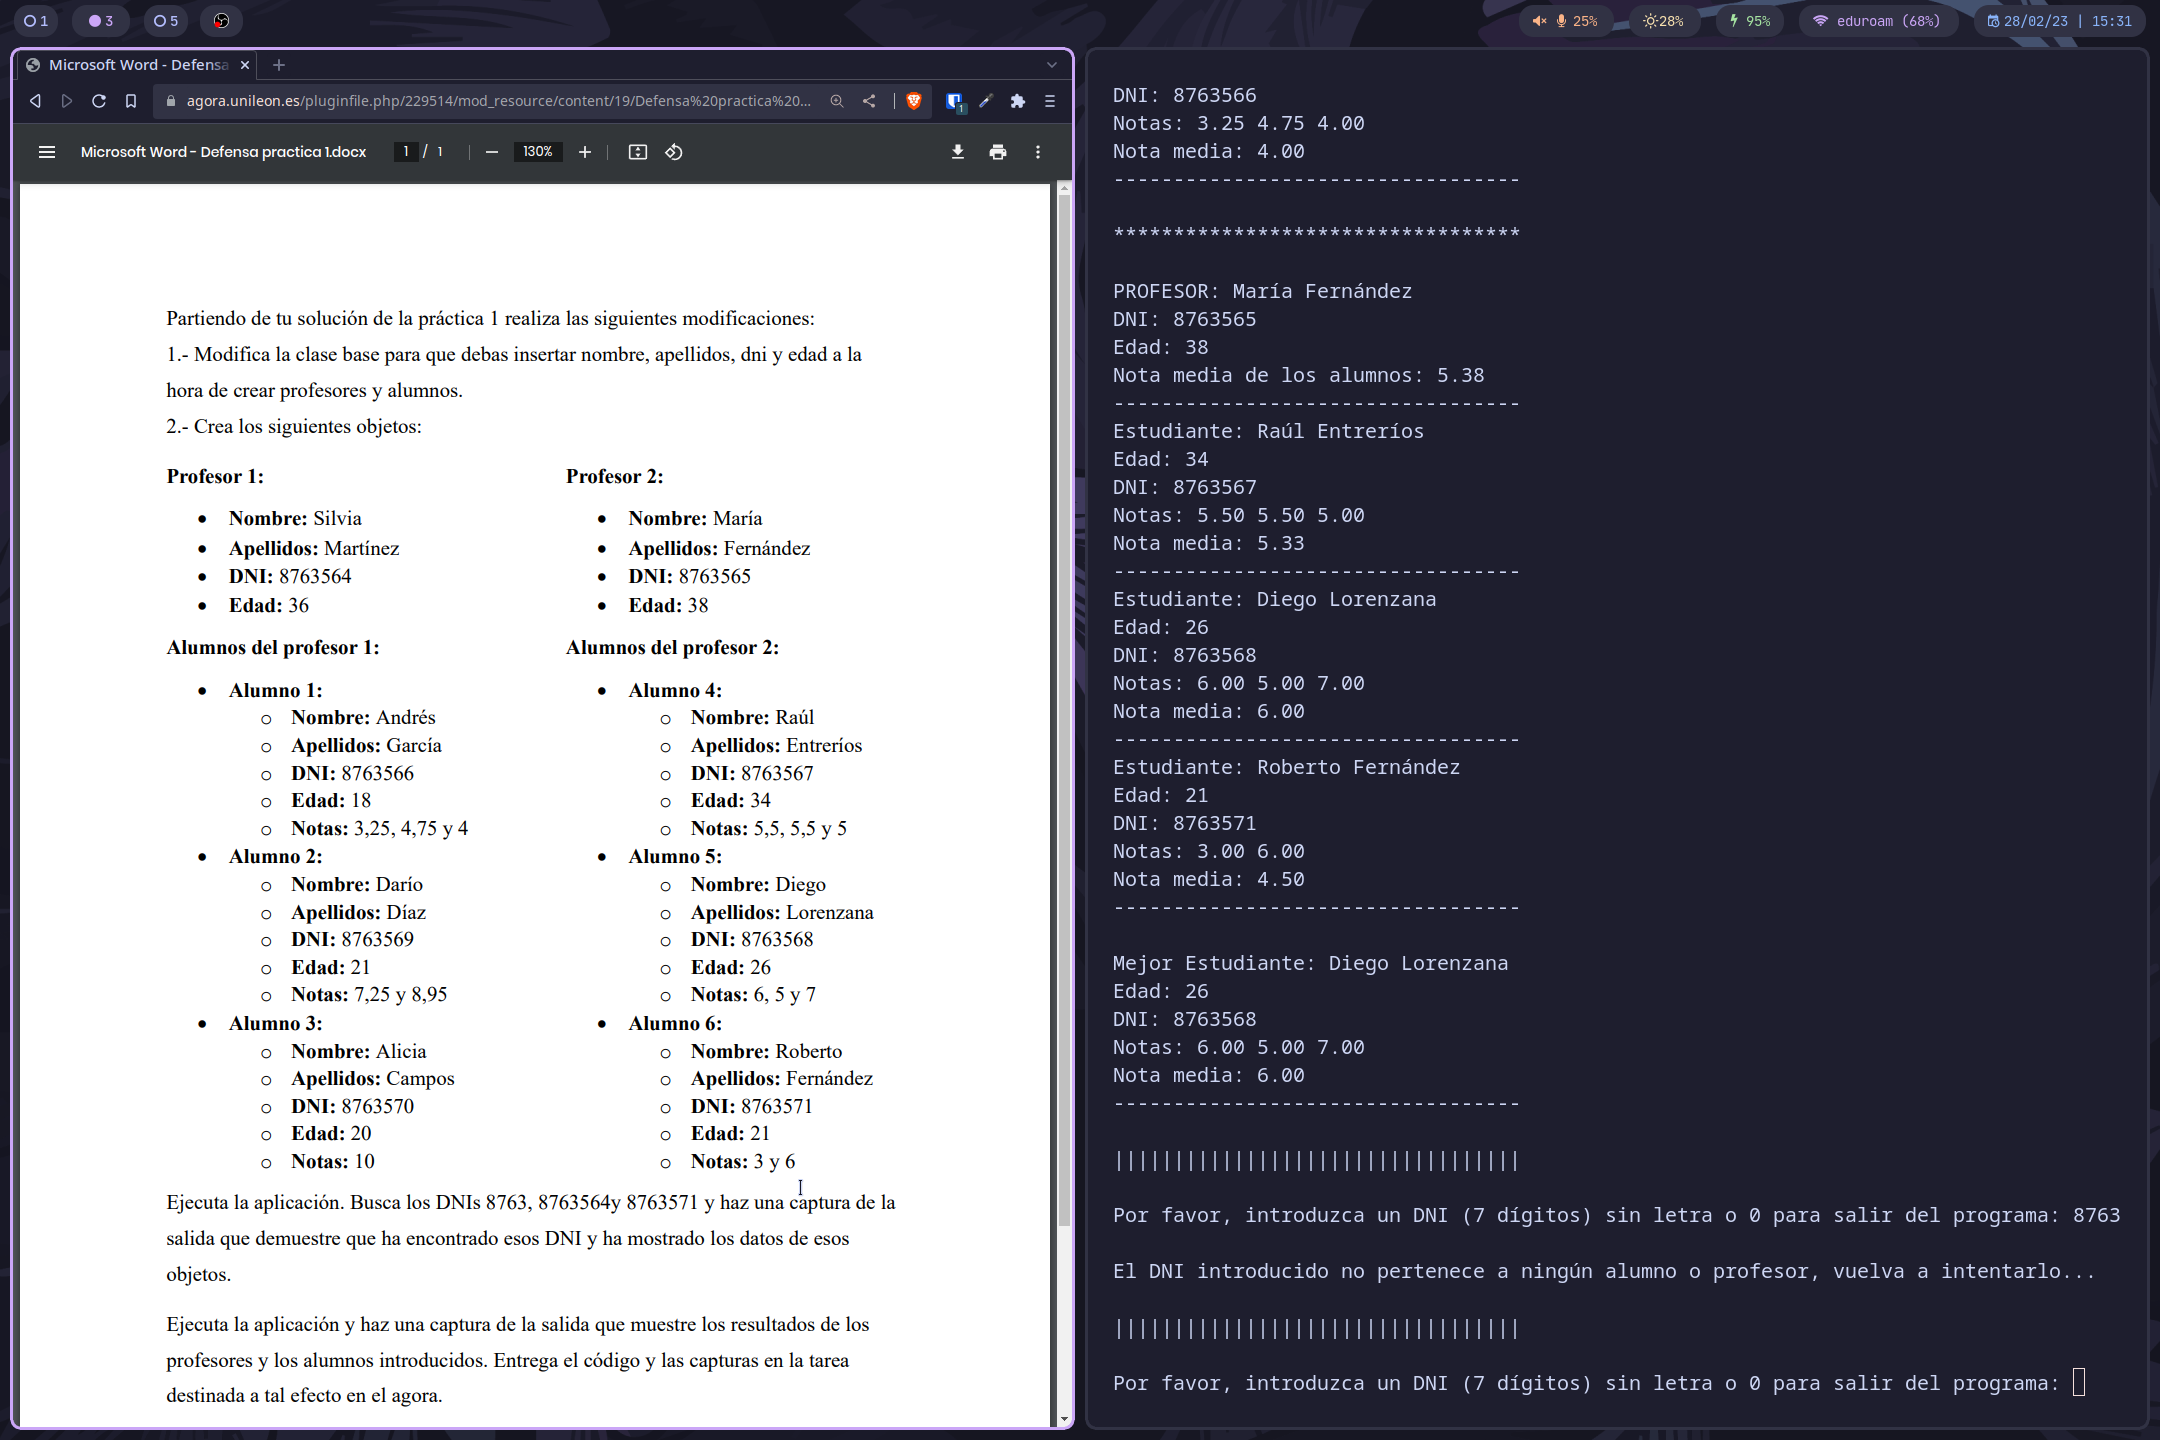 1
3
5
25%
28%
95%
eduroam (68%)
28/02/23 | 15:31
Microsoft Word - Defensa
agora.unileon.es/pluginfile.php/229514/mod_resource/content/19/Defensa%20practica%20...
1
Microsoft Word - Defensa practica 1.docx
1 / 1
130%
Partiendo de tu solución de la práctica 1 realiza las siguientes modificaciones:
1.- Modifica la clase base para que debas insertar nombre, apellidos, dni y edad a la
hora de crear profesores y alumnos.
2.- Crea los siguientes objetos:
Profesor 1:
Nombre: Silvia
Apellidos: Martínez
DNI: 8763564
Edad: 36
Alumnos del profesor 1:
Alumno 1:
Nombre: Andrés
Apellidos: García
DNI: 8763566
Edad: 18
Notas: 3,25, 4,75 y 4
Alumno 2:
Nombre: Darío
Apellidos: Díaz
DNI: 8763569
Edad: 21
Notas: 7,25 y 8,95
Alumno 3:
Nombre: Alicia
Apellidos: Campos
DNI: 8763570
Edad: 20
Notas: 10
Profesor 2:
Nombre: María
Apellidos: Fernández
DNI: 8763565
Edad: 38
Alumnos del profesor 2:
Alumno 4:
Nombre: Raúl
Apellidos: Entreríos
DNI: 8763567
Edad: 34
Notas: 5,5, 5,5 y 5
Alumno 5:
Nombre: Diego
Apellidos: Lorenzana
DNI: 8763568
Edad: 26
Notas: 6, 5 y 7
Alumno 6:
Nombre: Roberto
Apellidos: Fernández
DNI: 8763571
Edad: 21
Notas: 3 y 6
Ejecuta la aplicación. Busca los DNIs 8763, 8763564y 8763571 y haz una captura de la
salida que demuestre que ha encontrado esos DNI y ha mostrado los datos de esos
objetos.
Ejecuta la aplicación y haz una captura de la salida que muestre los resultados de los
profesores y los alumnos introducidos. Entrega el código y las capturas en la tarea
destinada a tal efecto en el agora.
DNI: 8763566
Notas: 3.25 4.75 4.00
Nota media: 4.00
----------------------------------
**********************************
PROFESOR: María Fernández
DNI: 8763565
Edad: 38
Nota media de los alumnos: 5.38
----------------------------------
Estudiante: Raúl Entreríos
Edad: 34
DNI: 8763567
Notas: 5.50 5.50 5.00
Nota media: 5.33
----------------------------------
Estudiante: Diego Lorenzana
Edad: 26
DNI: 8763568
Notas: 6.00 5.00 7.00
Nota media: 6.00
----------------------------------
Estudiante: Roberto Fernández
Edad: 21
DNI: 8763571
Notas: 3.00 6.00
Nota media: 4.50
----------------------------------
Mejor Estudiante: Diego Lorenzana
Edad: 26
DNI: 8763568
Notas: 6.00 5.00 7.00
Nota media: 6.00
----------------------------------
||||||||||||||||||||||||||||||||||
Por favor, introduzca un DNI (7 dígitos) sin letra o 0 para salir del programa: 8763
El DNI introducido no pertenece a ningún alumno o profesor, vuelva a intentarlo...
||||||||||||||||||||||||||||||||||
Por favor, introduzca un DNI (7 dígitos) sin letra o 0 para salir del programa: